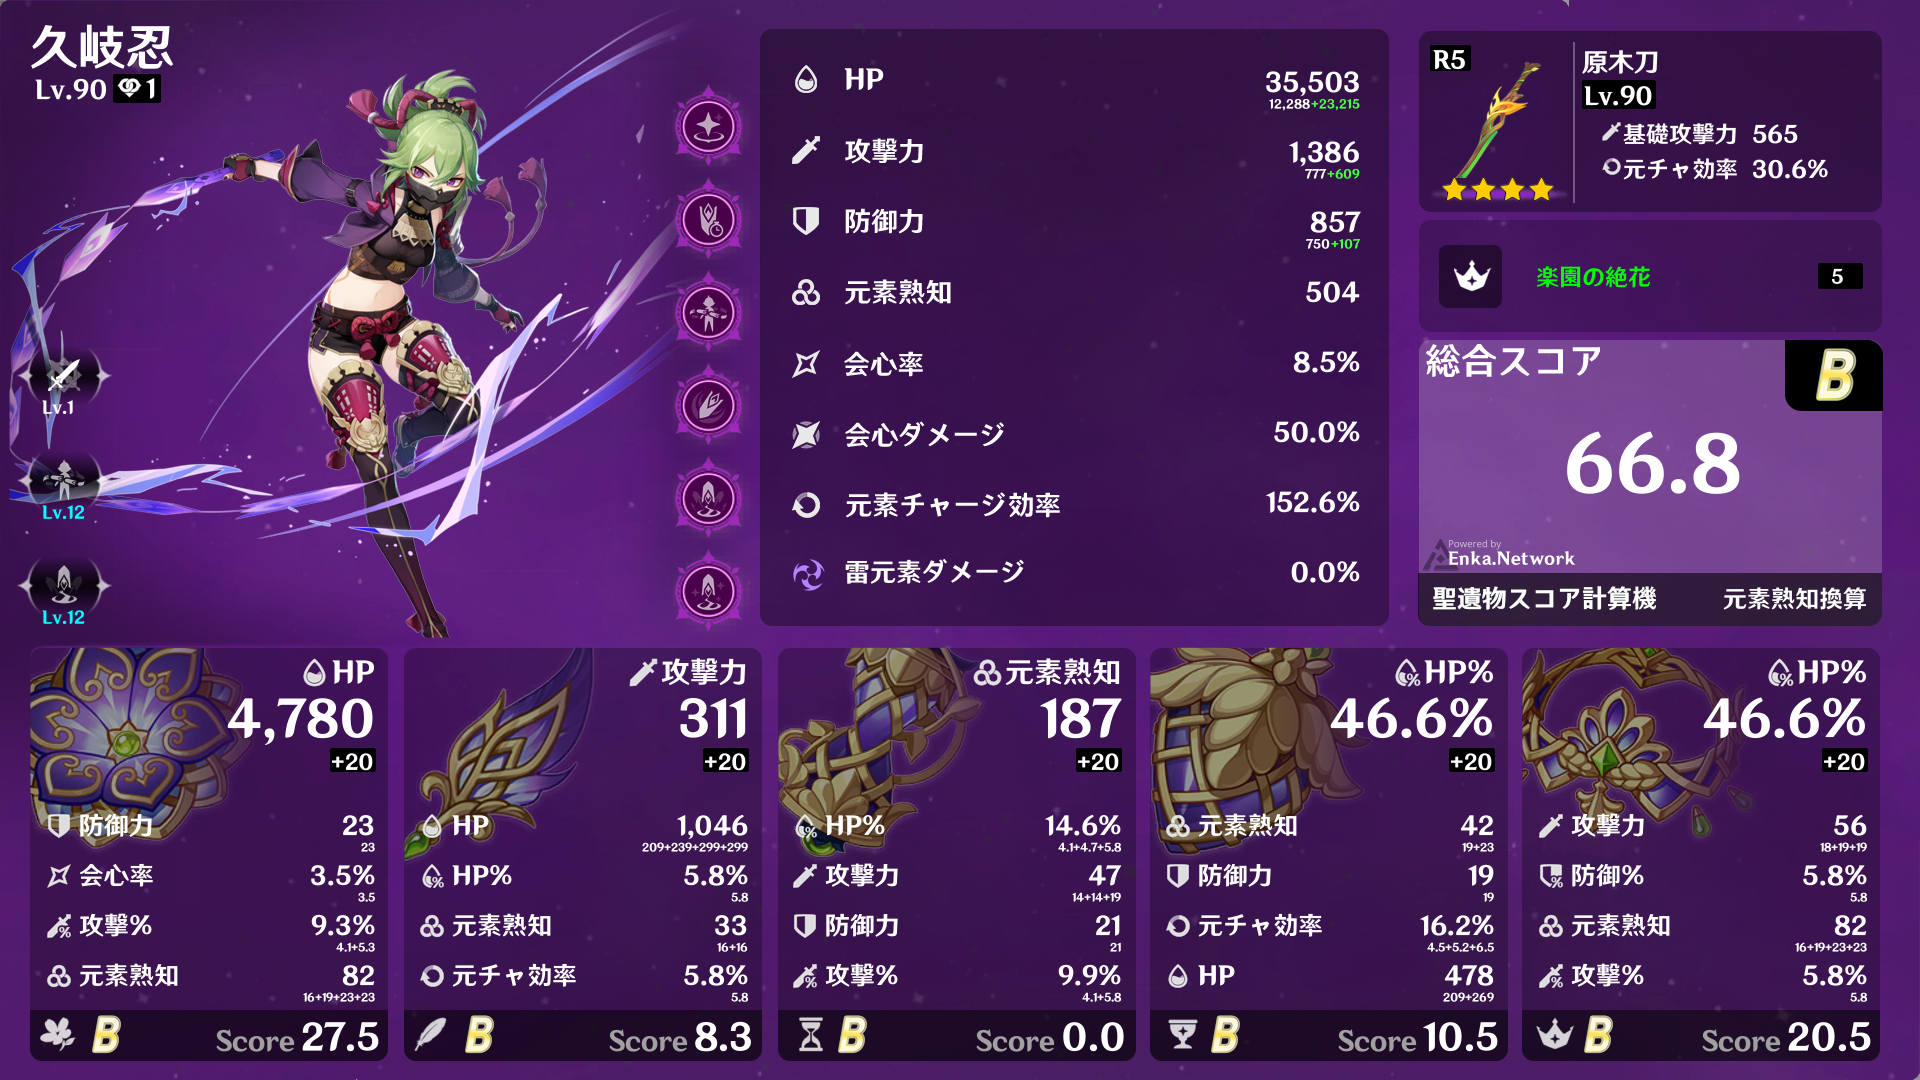 久岐忍
Lv.90 1
Lv.1
Lv.12
Lv.12
HP 35,503
12,288+23,215
攻撃力 1,386
777+609
防御力 857
750+107
元素熟知 504
会心率 8.5%
会心ダメージ 50.0%
元素チャージ効率 152.6%
雷元素ダメージ 0.0%
R5
原木刀
Lv.90
基礎攻撃力 565
元チャ効率 30.6%
楽園の絶花 5
総合スコア B
66.8
Powered by
Enka.Network
聖遺物スコア計算機 元素熟知換算
HP
4,780
+20
防御力 23
23
会心率 3.5%
3.5
攻撃% 9.3%
4.1+5.3
元素熟知 82
16+19+23+23
B Score 27.5
攻撃力
311
+20
HP 1,046
209+239+299+299
HP% 5.8%
5.8
元素熟知 33
16+16
元チャ効率 5.8%
5.8
B Score 8.3
元素熟知
187
+20
HP% 14.6%
4.1+4.7+5.8
攻撃力 47
14+14+19
防御力 21
21
攻撃% 9.9%
4.1+5.8
B Score 0.0
HP%
46.6%
+20
元素熟知 42
19+23
防御力 19
19
元チャ効率 16.2%
4.5+5.2+6.5
HP 478
209+269
B Score 10.5
HP%
46.6%
+20
攻撃力 56
18+19+19
防御% 5.8%
5.8
元素熟知 82
16+19+23+23
攻撃% 5.8%
5.8
B Score 20.5